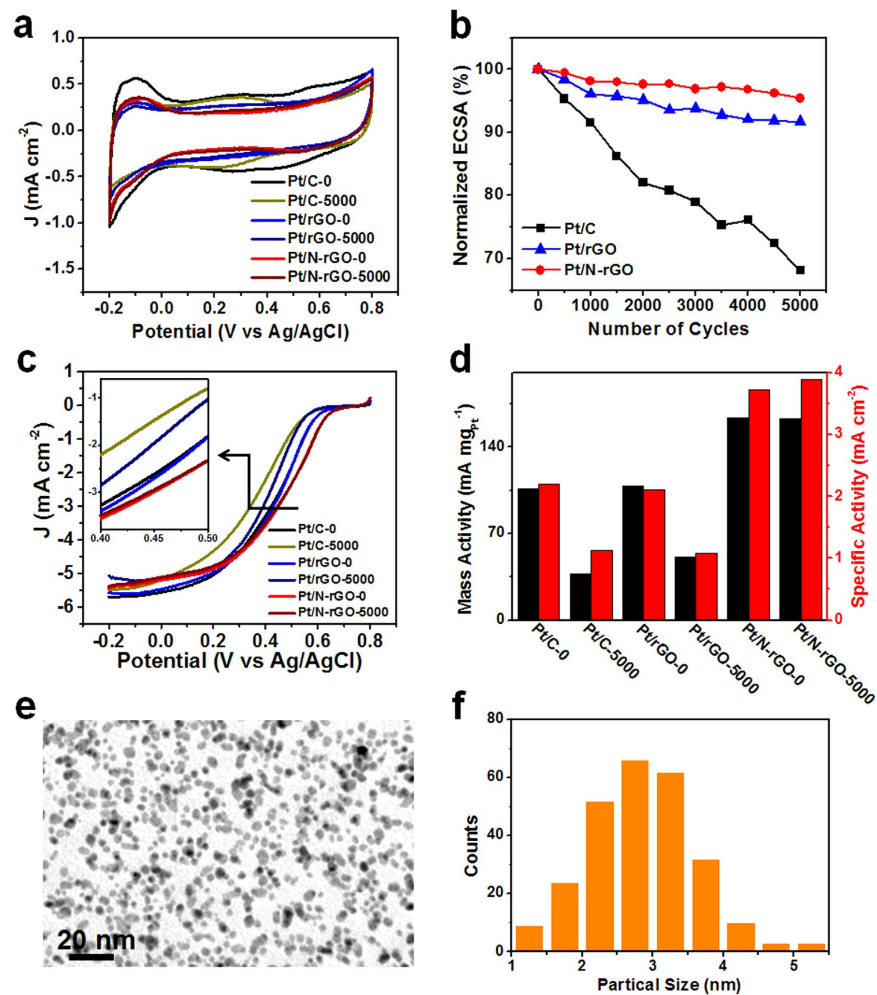 a
1.0
0.5
0.0
-0.5
-1.0
-1.5
J (mA cm-2)
Pt/C-0
Pt/C-5000
Pt/rGO-0
Pt/rGO-5000
Pt/N-rGO-0
Pt/N-rGO-5000
-0.2 0.0 0.2 0.4 0.6 0.8
Potential (V vs Ag/AgCl)
b
100
90
80
70
Normalized ECSA (%)
Pt/C
Pt/rGO
Pt/N-rGO
0 1000 2000 3000 4000 5000
Number of Cycles
c
1
0
-1
-2
-3
-4
-5
-6
J (mA cm-2)
-1
-2
-3
0.40 0.45 0.50
Pt/C-0
Pt/C-5000
Pt/rGO-0
Pt/rGO-5000
Pt/N-rGO-0
Pt/N-rGO-5000
-0.2 0.0 0.2 0.4 0.6 0.8
Potential (V vs Ag/AgCl)
d
140
70
0
Mass Activity (mA mgPt-1)
4
3
2
1
0
Specific Activity (mA cm-2)
Pt/C-0
Pt/C-5000
Pt/rGO-0
Pt/rGO-5000
Pt/N-rGO-0
Pt/N-rGO-5000
e
20 nm
f
80
60
40
20
0
Counts
1 2 3 4 5
Partical Size (nm)